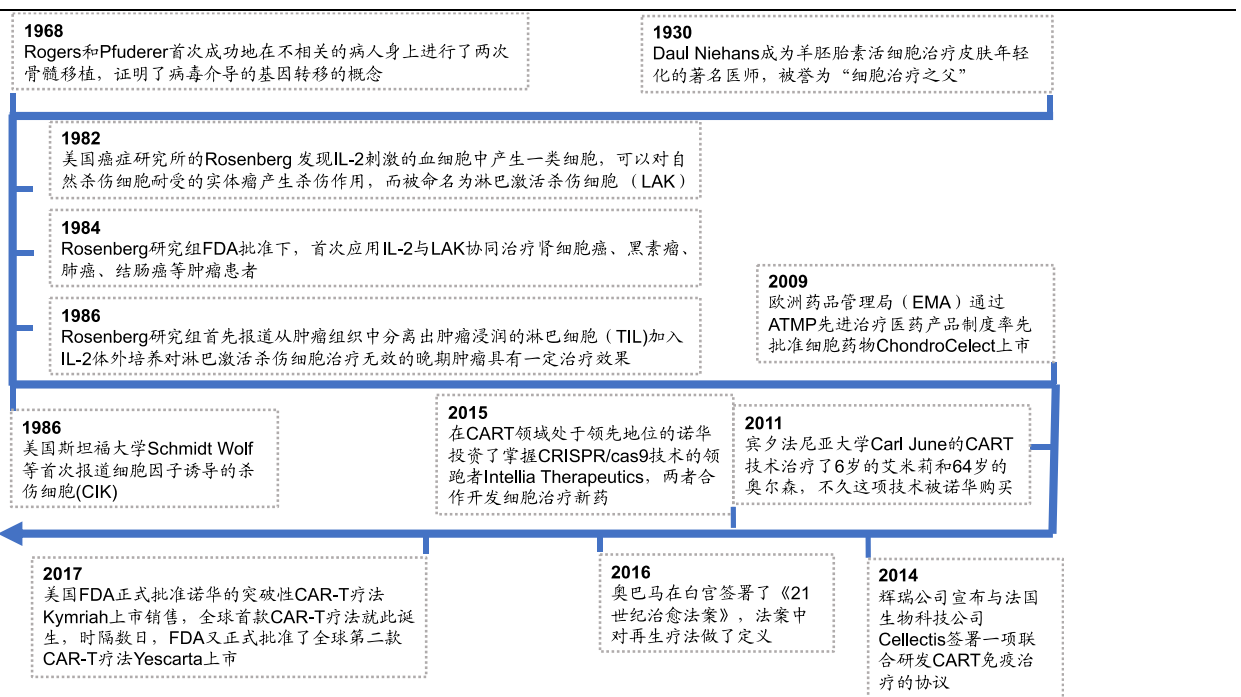 1968
Rogers和Pfuderer首次成功地在不相关的病人身上进行了两次
骨髓移植，证明了病毒介导的基因转移的概念
1930
Daul Niehans成为羊胚胎素活细胞治疗皮肤年轻
化的著名医师，被誉为“细胞治疗之父”
1982
美国癌症研究所的Rosenberg 发现IL-2刺激的血细胞中产生一类细胞，可以对自
然杀伤细胞耐受的实体瘤产生杀伤作用，而被命名为淋巴激活杀伤细胞（LAK）
1984
Rosenberg研究组FDA批准下，首次应用IL-2与LAK协同治疗肾细胞癌、黑素瘤、
肺癌、结肠癌等肿瘤患者
1986
Rosenberg研究组首先报道从肿瘤组织中分离出肿瘤浸润的淋巴细胞（TIL)加入
IL-2体外培养对淋巴激活杀伤细胞治疗无效的晚期肿瘤具有一定治疗效果
2009
欧洲药品管理局（EMA）通过
ATMP先进治疗医药产品制度率先
批准细胞药物ChondroCelect上市
1986
美国斯坦福大学Schmidt Wolf
等首次报道细胞因子诱导的杀
伤细胞(CIK)
2015
在CART领域处于领先地位的诺华
投资了掌握CRISPR/cas9技术的领
跑者Intellia Therapeutics，两者合
作开发细胞治疗新药
2011
宾夕法尼亚大学Carl June的CART
技术治疗了6岁的艾米莉和64岁的
奥尔森，不久这项技术被诺华购买
2017
美国FDA正式批准诺华的突破性CAR-T疗法
Kymriah上市销售，全球首款CAR-T疗法就此诞
生，时隔数日，FDA又正式批准了全球第二款
CAR-T疗法Yescarta上市
2016
奥巴马在白宫签署了《21
世纪治愈法案》，法案中
对再生疗法做了定义
2014
辉瑞公司宣布与法国
生物科技公司
Cellectis签署一项联
合研发CART免疫治
疗的协议